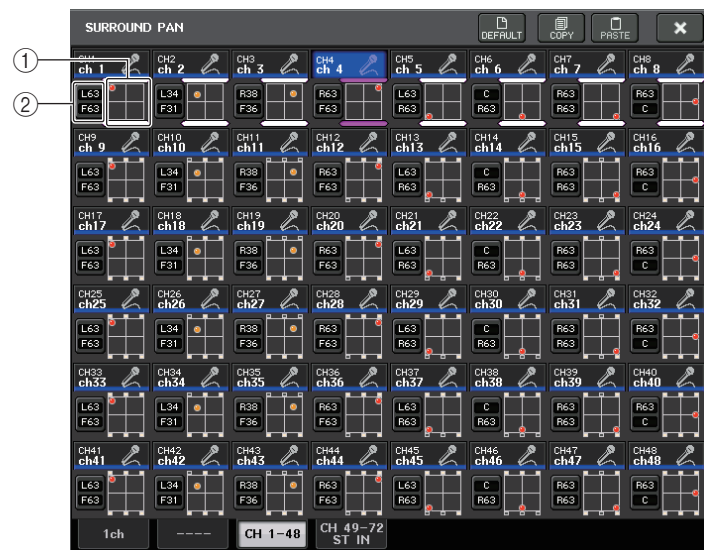 SURROUND PAN DEFAULT COPY PASTE
1
2
CH1 CH2 CH3 CH4 CH5 CH6 CH7 CH8
ch 1 ch 2 ch 3 ch 4 ch 5 ch 6 ch 7 ch 8
L63 L34 R38 R63 L63 C R63 R63
F63 F31 F36 F63 R63 R63 R63 C
CH9 CH10 CH11 CH12 CH13 CH14 CH15 CH16
ch 9 ch10 ch11 ch12 ch13 ch14 ch15 ch16
L63 L34 R38 R63 L63 C R63 R63
F63 F31 F36 F63 R63 R63 R63 C
CH17 CH18 CH19 CH20 CH21 CH22 CH23 CH24
ch17 ch18 ch19 ch20 ch21 ch22 ch23 ch24
L63 L34 R38 R63 L63 C R63 R63
F63 F31 F36 F63 R63 R63 R63 C
CH25 CH26 CH27 CH28 CH29 CH30 CH31 CH32
ch25 ch26 ch27 ch28 ch29 ch30 ch31 ch32
L63 L34 R38 R63 L63 C R63 R63
F63 F31 F36 F63 R63 R63 R63 C
CH33 CH34 CH35 CH36 CH37 CH38 CH39 CH40
ch33 ch34 ch35 ch36 ch37 ch38 ch39 ch40
L63 L34 R38 R63 L63 C R63 R63
F63 F31 F36 F63 R63 R63 R63 C
CH41 CH42 CH43 CH44 CH45 CH46 CH47 CH48
ch41 ch42 ch43 ch44 ch45 ch46 ch47 ch48
L63 L34 R38 R63 L63 C R63 R63
F63 F31 F36 F63 R63 R63 R63 C
1ch ---- CH 1-48 CH 49-72
ST IN